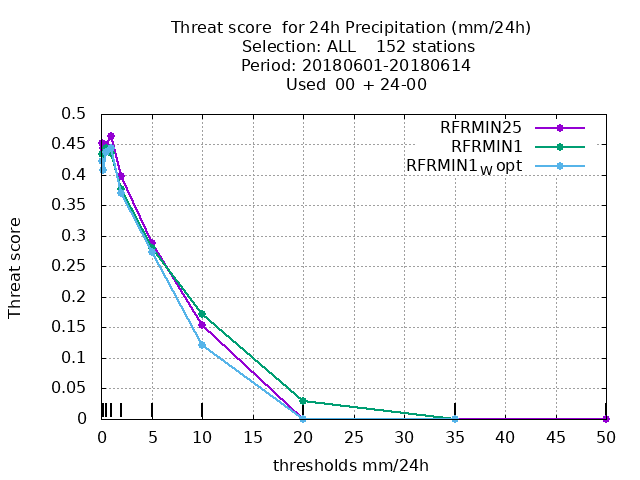 Threat score  for 24h Precipitation (mm/24h)
Selection: ALL    152 stations
Period: 20180601-20180614
Used  00 + 24-00
RFRMIN25
RFRMIN1
RFRMIN1W opt
Threat score
0.5
0.45
0.4
0.35
0.3
0.25
0.2
0.15
0.1
0.05
0
0 5 10 15 20 25 30 35 40 45 50
thresholds mm/24h